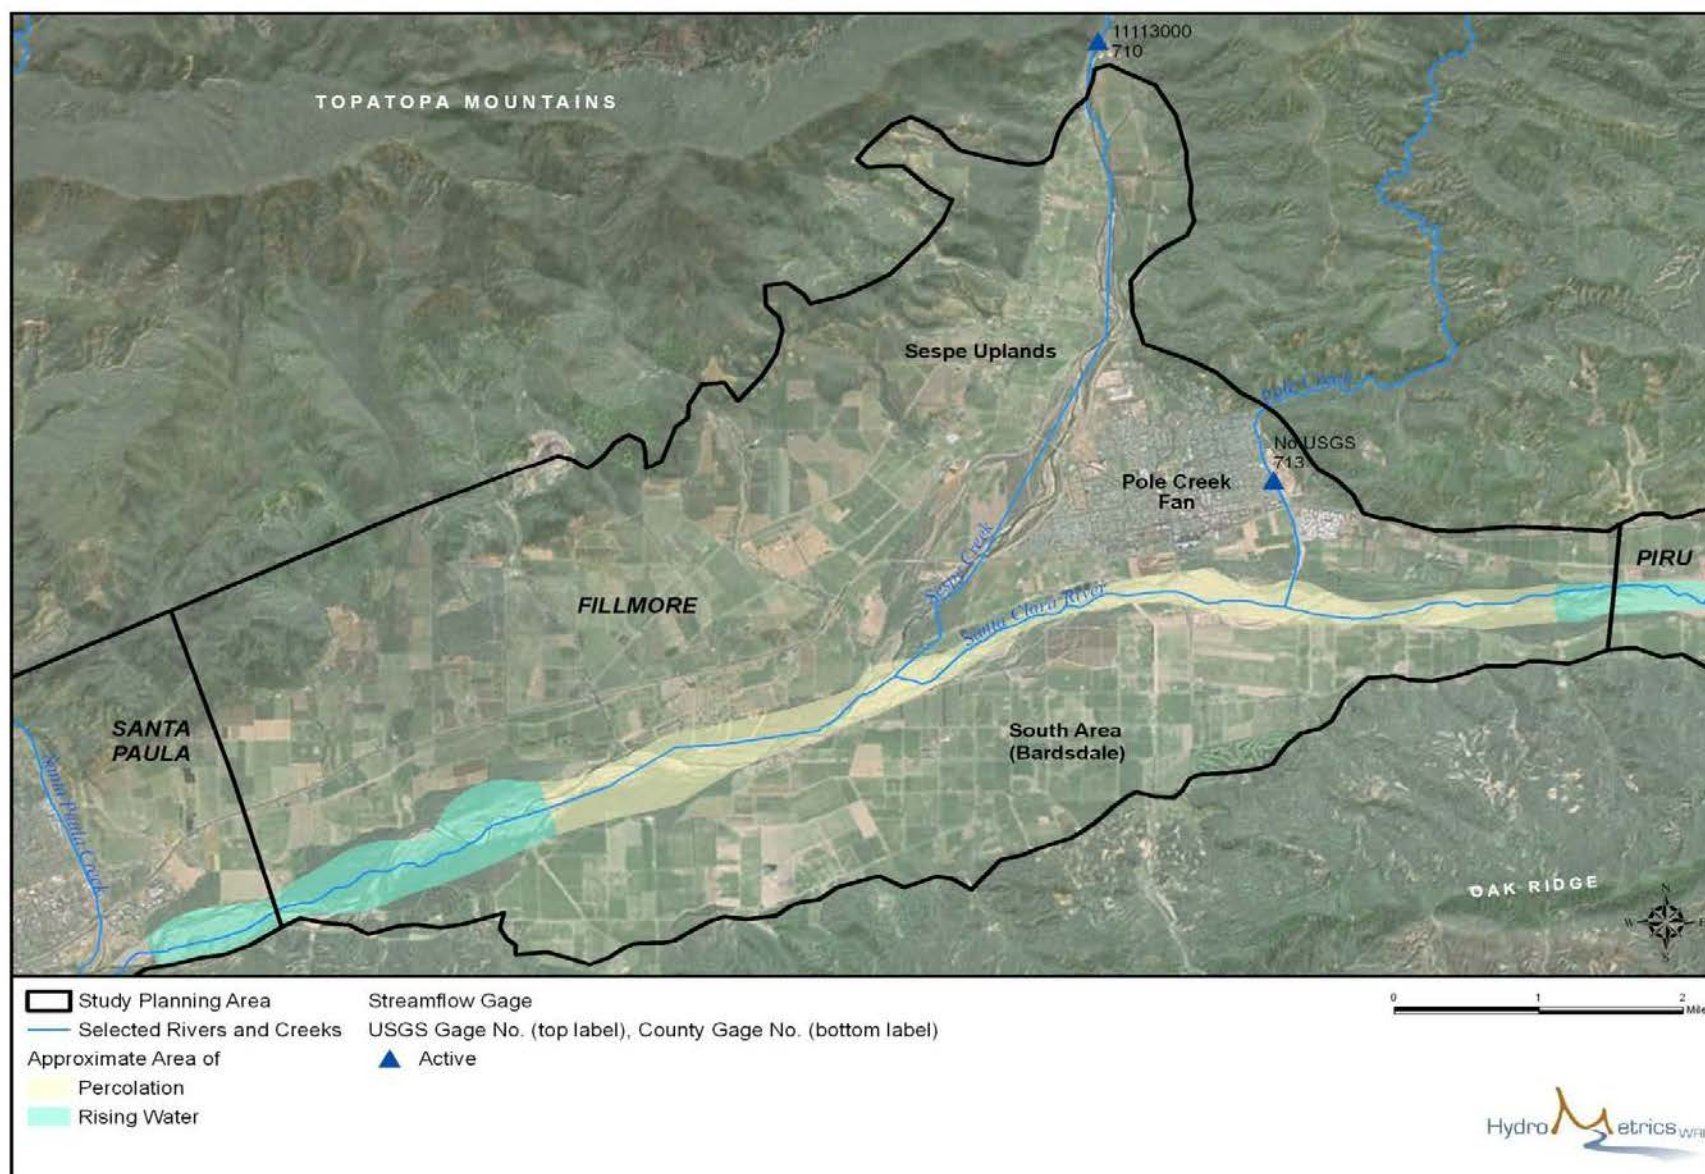 11113000
710
TOPATOPA MOUNTAINS
Sespe Uplands
Pole Creek
No USGS
713
Pole Creek
Fan
Sespe Creek
Santa Clara River
PIRU
FILLMORE
SANTA
PAULA
South Area
(Bardsdale)
Santa Paula Creek
OAK RIDGE
N
W
E
S
Study Planning Area
Selected Rivers and Creeks
Approximate Area of
Percolation
Rising Water
Streamflow Gage
USGS Gage No. (top label), County Gage No. (bottom label)
Active
0 1 2
Mile
HydroMetrics WRI